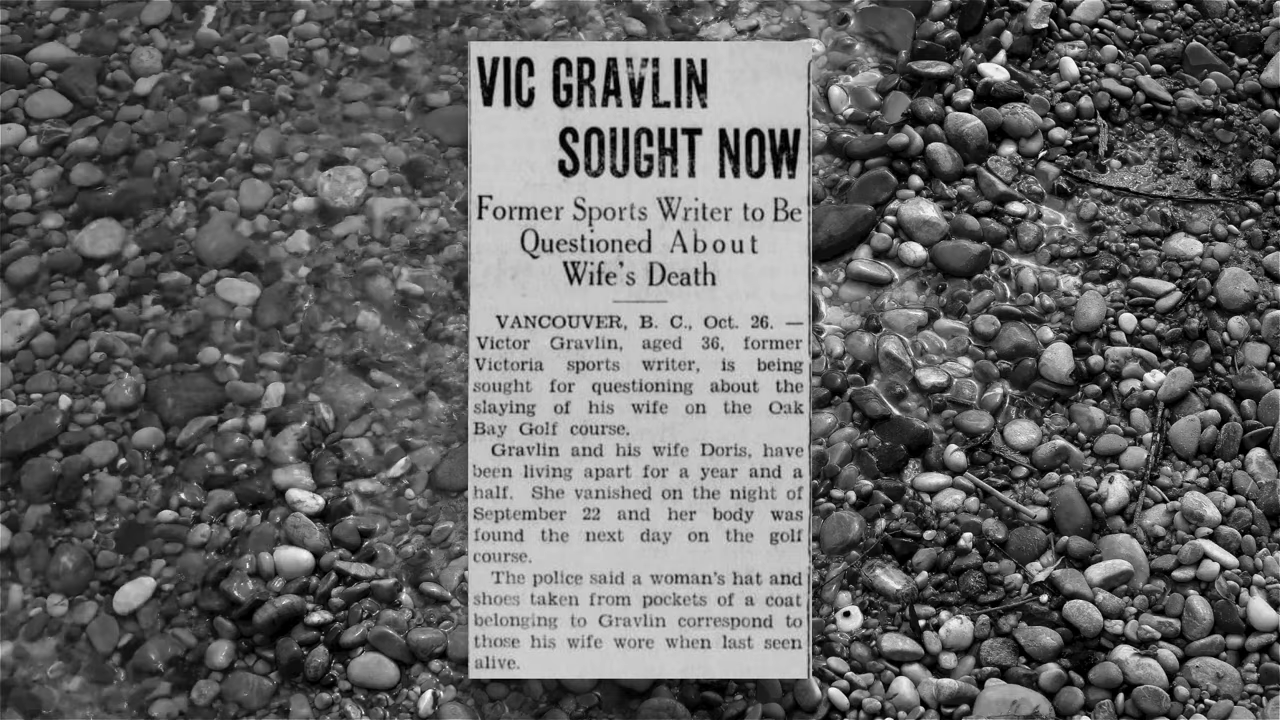 VIC GRAVLIN
SOUGHT NOW
Former Sports Writer to Be
Questioned About
Wife's Death
VANCOUVER, B. C., Oct. 26. —
Victor Gravlin, aged 36, former
Victoria sports writer, is being
sought for questioning about the
slaying of his wife on the Oak
Bay Golf course.
Gravlin and his wife Doris, have
been living apart for a year and a
half. She vanished on the night of
September 22 and her body was
found the next day on the golf
course.
The police said a woman's hat and
shoes taken from pockets of a coat
belonging to Gravlin correspond to
those his wife wore when last seen
alive.